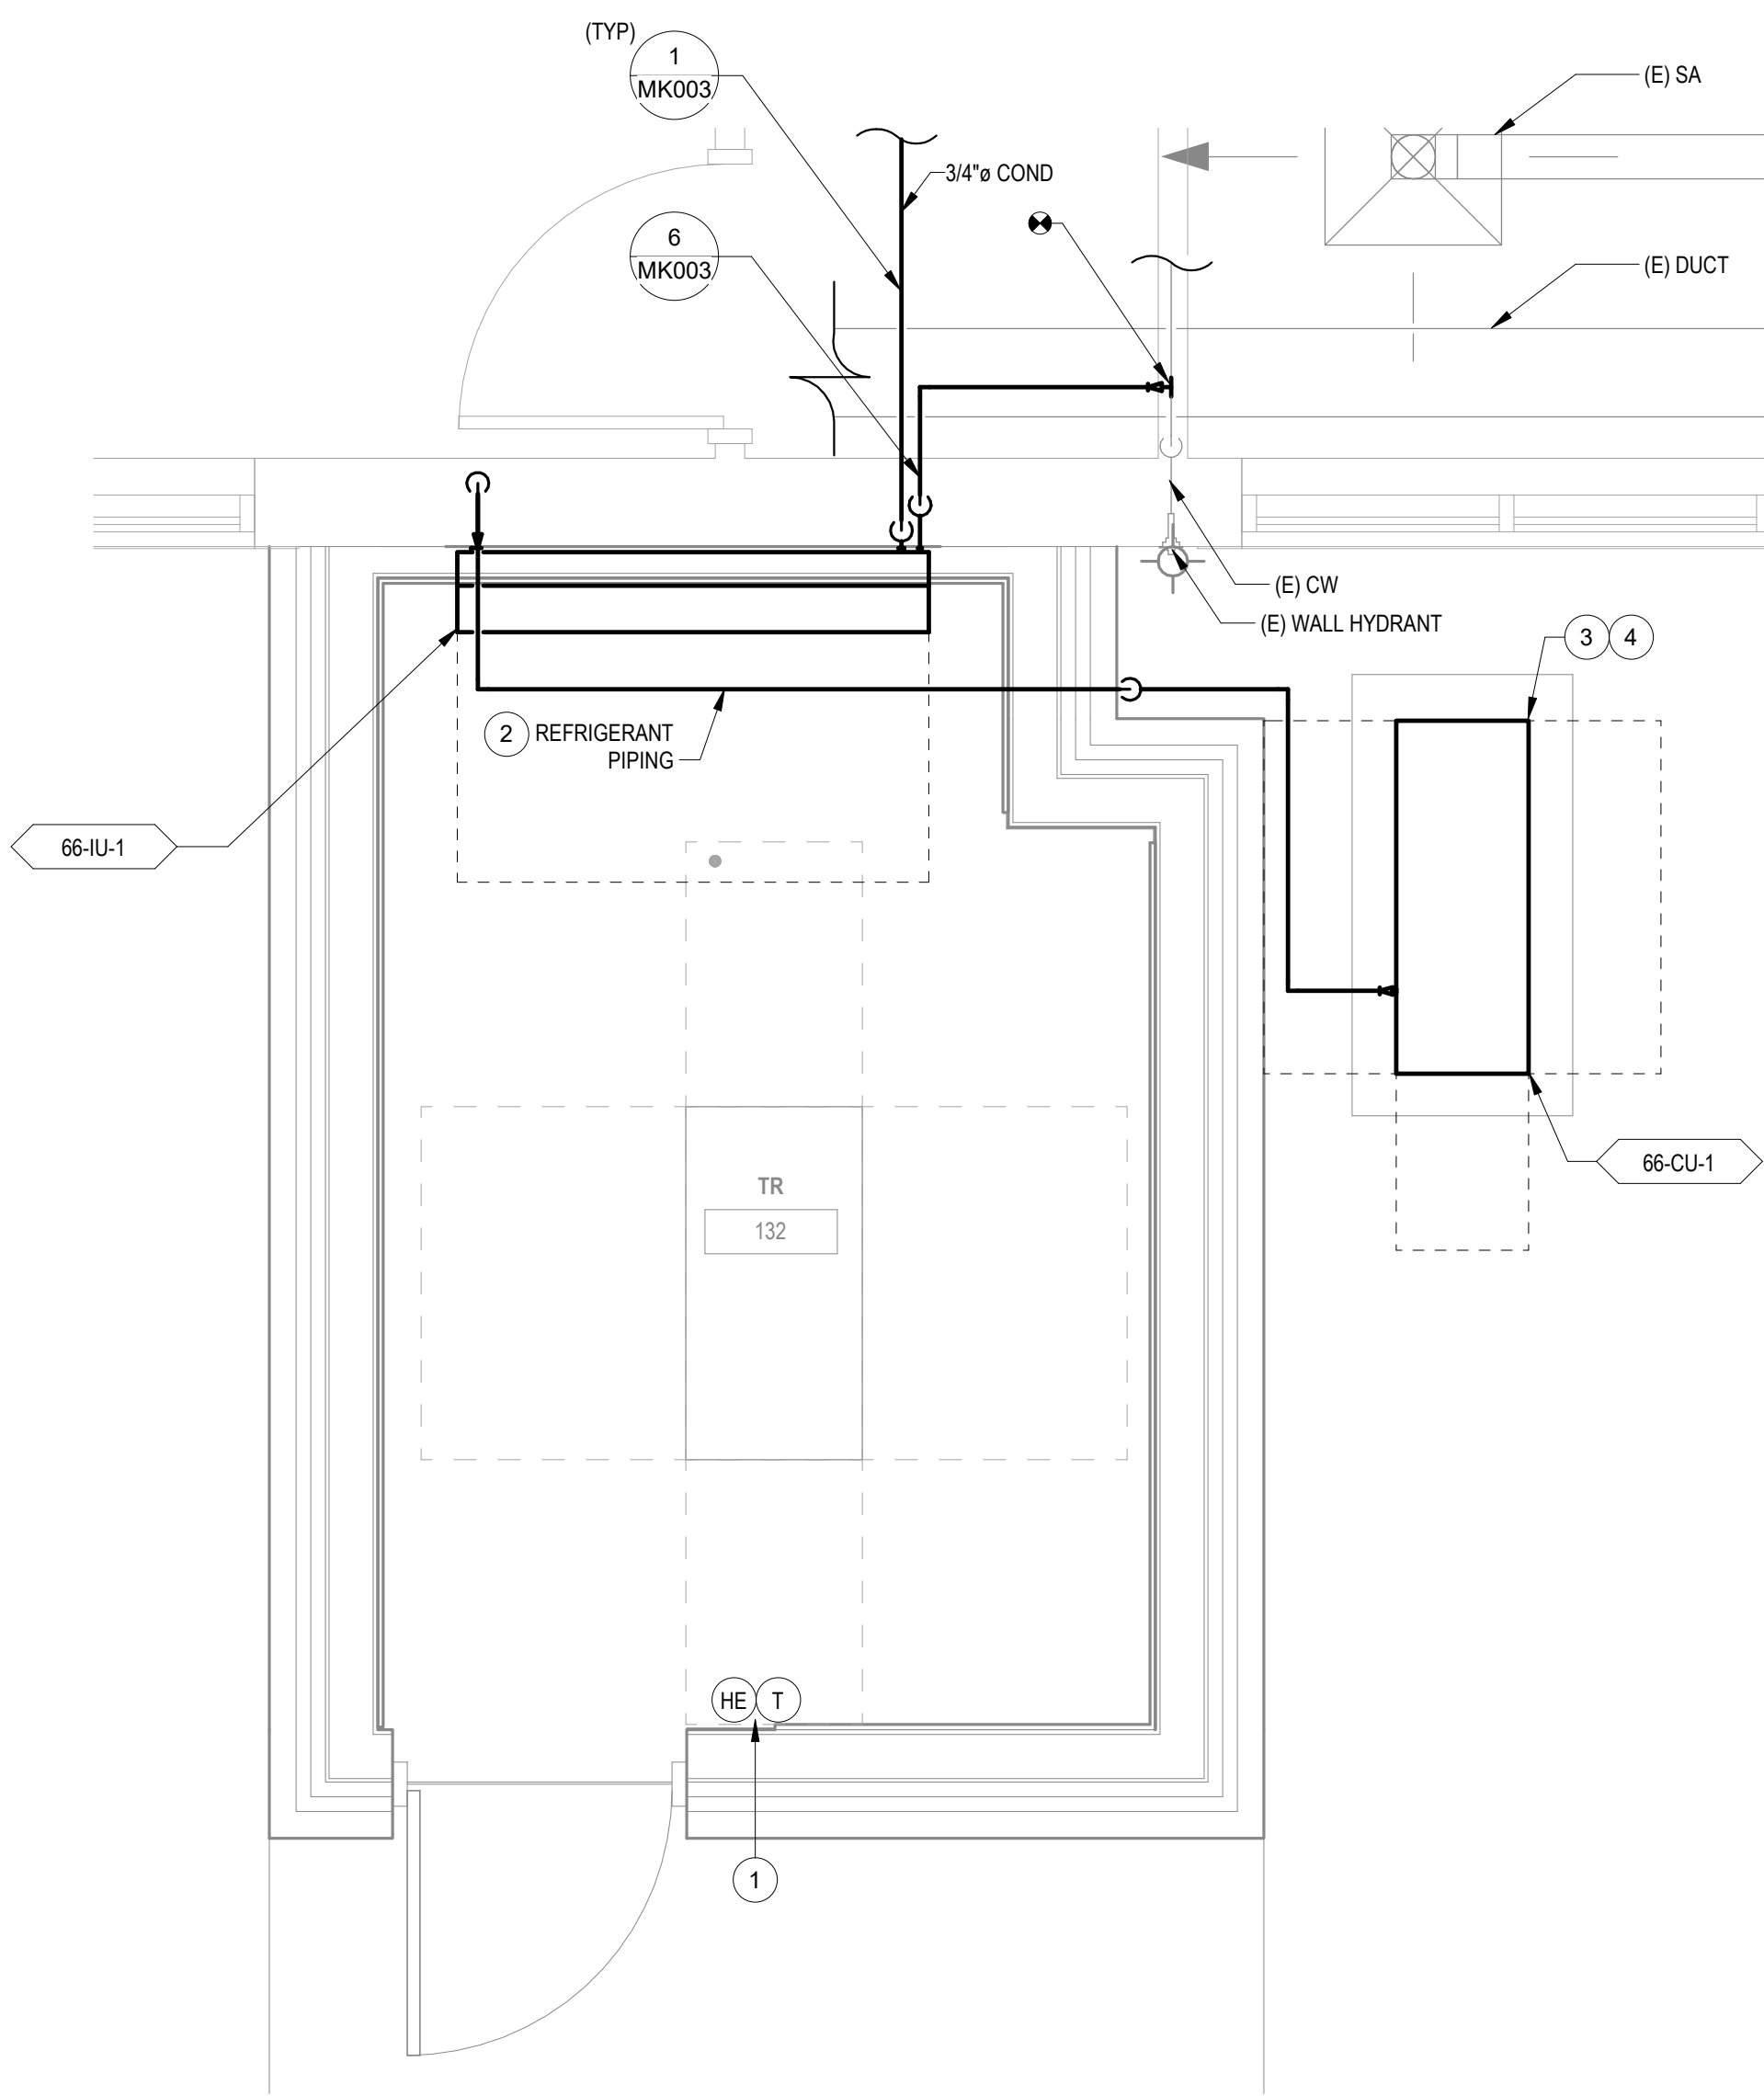 (TYP)
1
MK003
(E) SA
3/4"ø COND
6
MK003
(E) DUCT
(E) CW
(E) WALL HYDRANT
3 4
2 REFRIGERANT
PIPING
66-IU-1
66-CU-1
TR
132
HE T
1